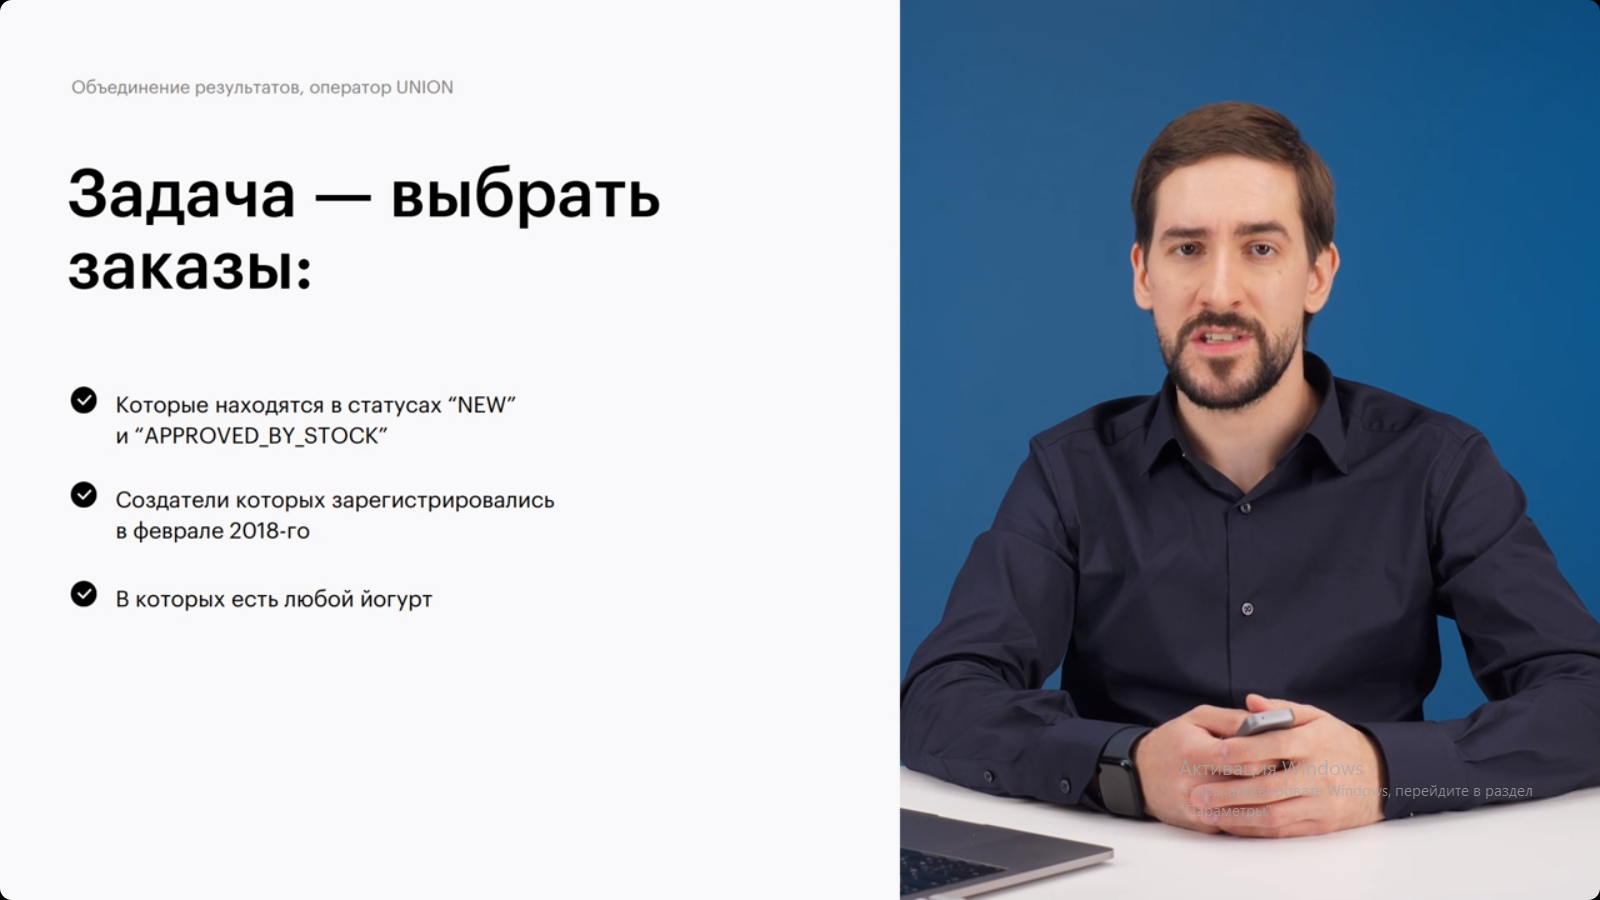 Объединение результатов, оператор UNION
Задача — выбрать
заказы:
Которые находятся в статусах “NEW”
и “APPROVED_BY_STOCK”
Создатели которых зарегистрировались
в феврале 2018-го
В которых есть любой йогурт
Активация Windows
Windows, перейдите в раздел
"Параметры".